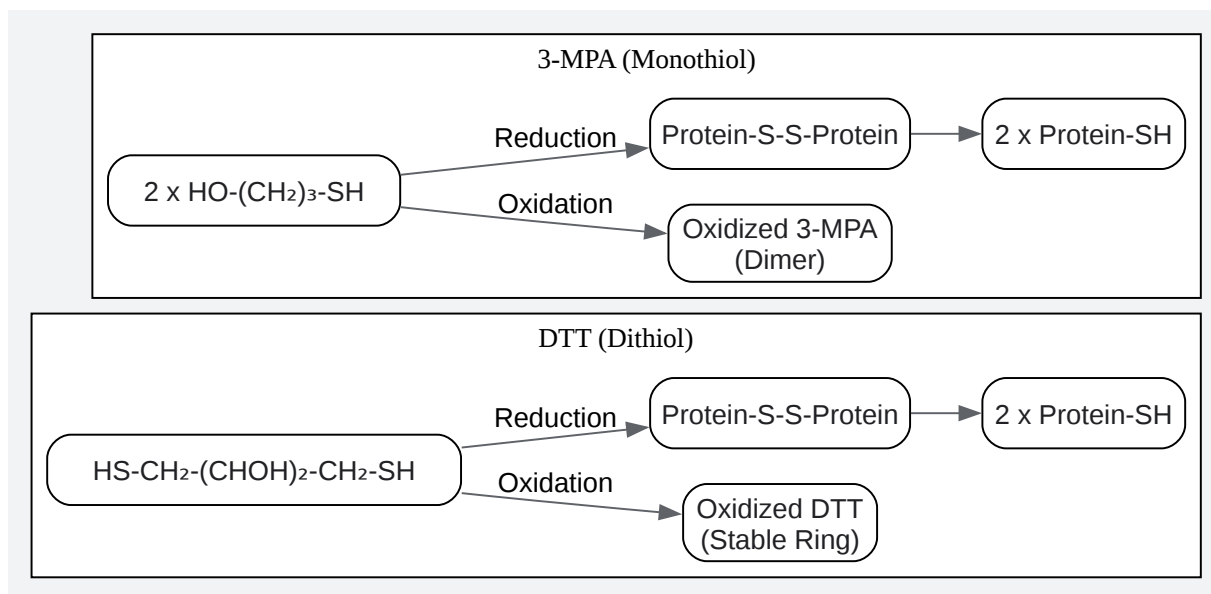 3-MPA (Monothiol)
2 x HO-(CH₂)₃-SH
Reduction
Protein-S-S-Protein
2 x Protein-SH
Oxidation
Oxidized 3-MPA
(Dimer)
DTT (Dithiol)
HS-CH₂-(CHOH)₂-CH₂-SH
Reduction
Protein-S-S-Protein
2 x Protein-SH
Oxidation
Oxidized DTT
(Stable Ring)